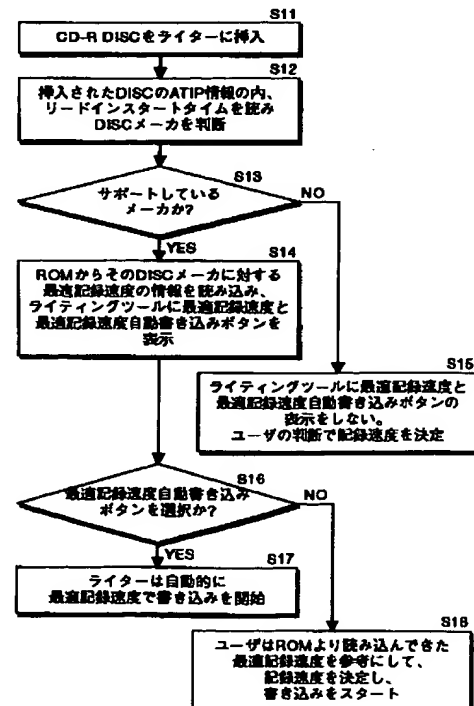 S11
CD-R DISCをライターに挿入
S12
挿入されたDISCのATIP情報の内、
リードインスタートタイムを読み
DISCメーカを判断
S13
サポートしている
メーカか?
NO
YES
S14
ROMからそのDISCメーカに対する
最適記録速度の情報を読み込み、
ライティングツールに最適記録速度と
最適記録速度自動書き込みボタンを
表示
S15
ライティングツールに最適記録速度と
最適記録速度自動書き込みボタンの
表示をしない。
ユーザの判断で記録速度を決定
S16
最適記録速度自動書き込み
ボタンを選択か?
NO
YES
S17
ライターは自動的に
最適記録速度で書き込みを開始
S18
ユーザはROMより読み込んできた
最適記録速度を参考にして、
記録速度を決定し、
書き込みをスタート